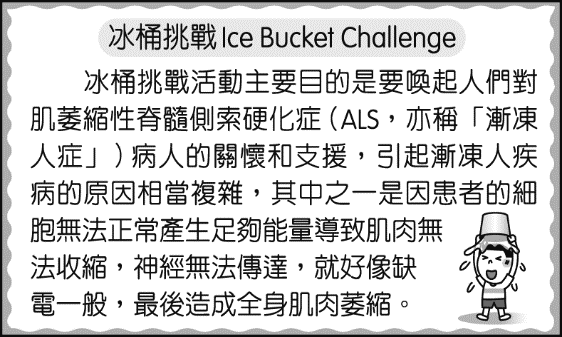 冰桶挑戰 Ice Bucket Challenge
冰桶挑戰活動主要目的是要喚起人們對
肌萎縮性脊髓側索硬化症（ALS，亦稱「漸凍
人症」）病人的關懷和支援，引起漸凍人疾
病的原因相當複雜，其中之一是因患者的細
胞無法正常產生足夠能量導致肌肉無
法收縮，神經無法傳達，就好像缺
電一般，最後造成全身肌肉萎縮。